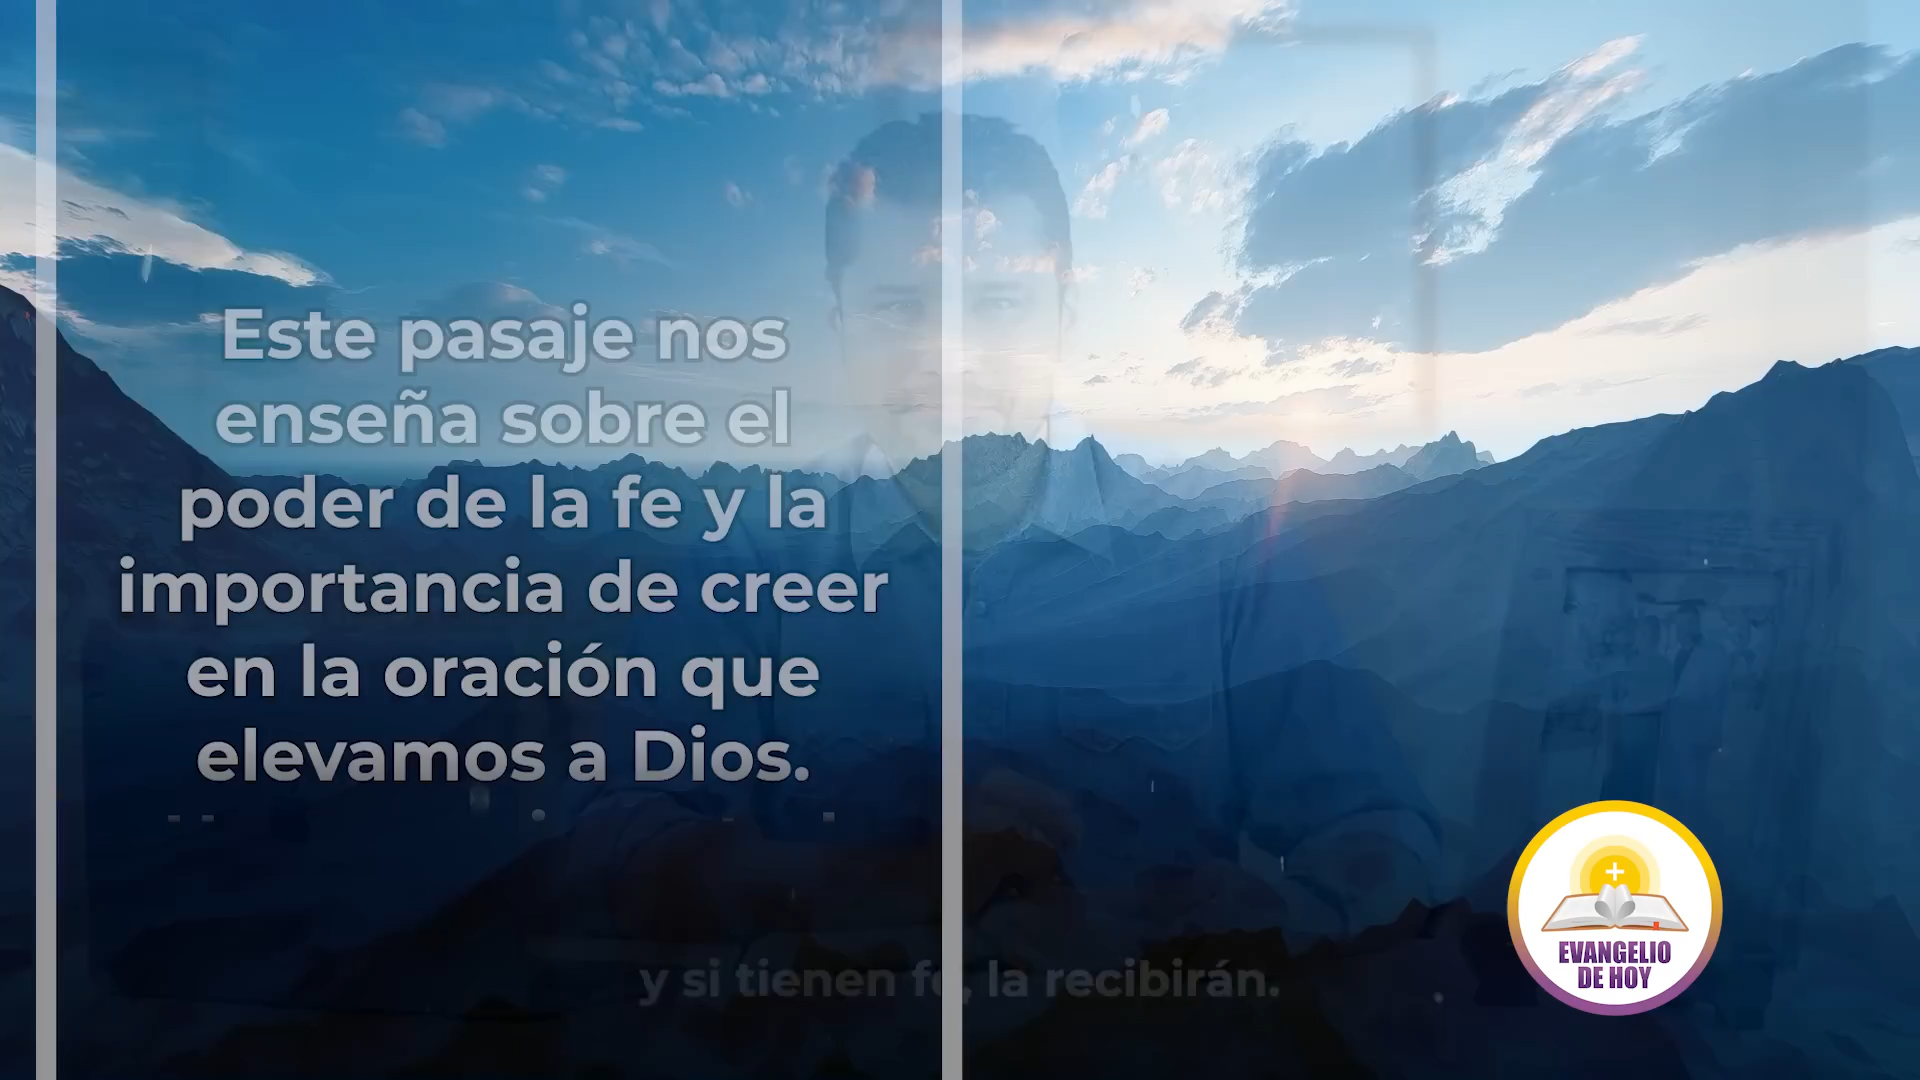 Este pasaje nos
enseña sobre el
poder de la fe y la
importancia de creer
en la oración que
elevamos a Dios.
y si tienen fe, la recibirán.
EVANGELIO
DE HOY